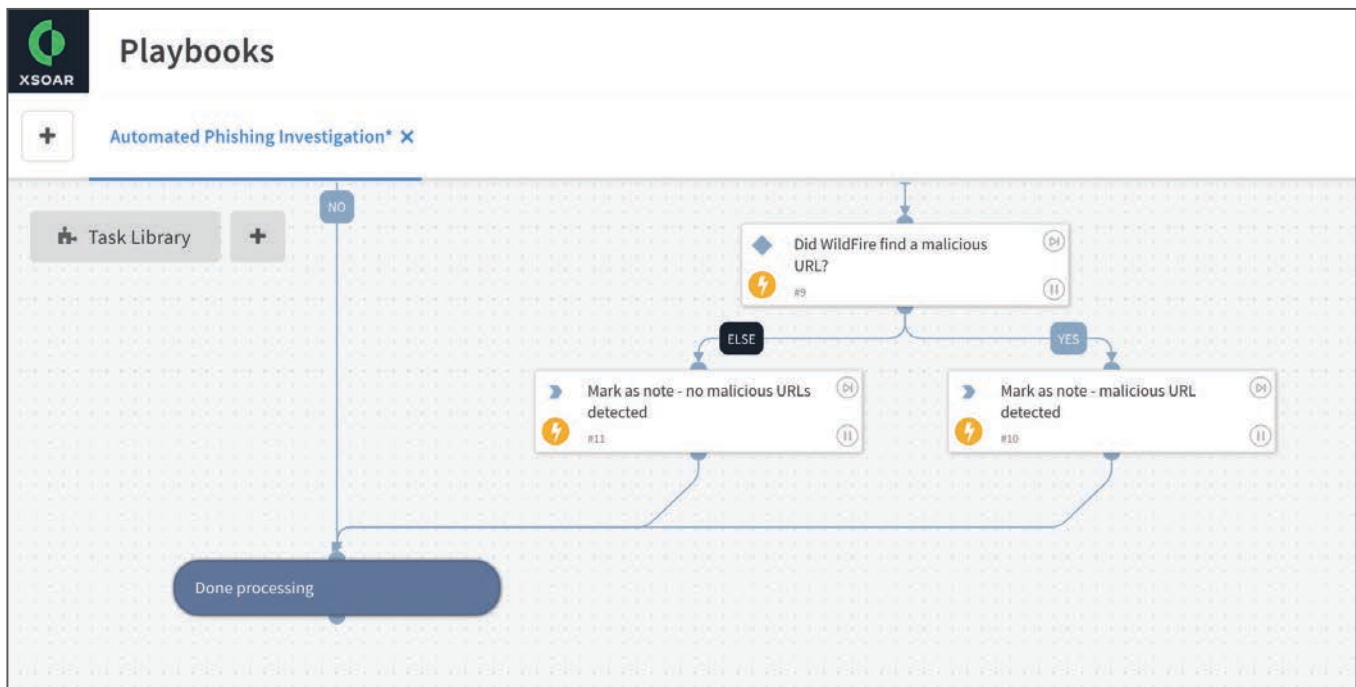 XSOAR
Playbooks
+
Automated Phishing Investigation* ×
NO
Task Library
+
Did WildFire find a malicious
URL?
#9
ELSE
YES
Mark as note - no malicious URLs
detected
#11
Mark as note - malicious URL
detected
#10
Done processing